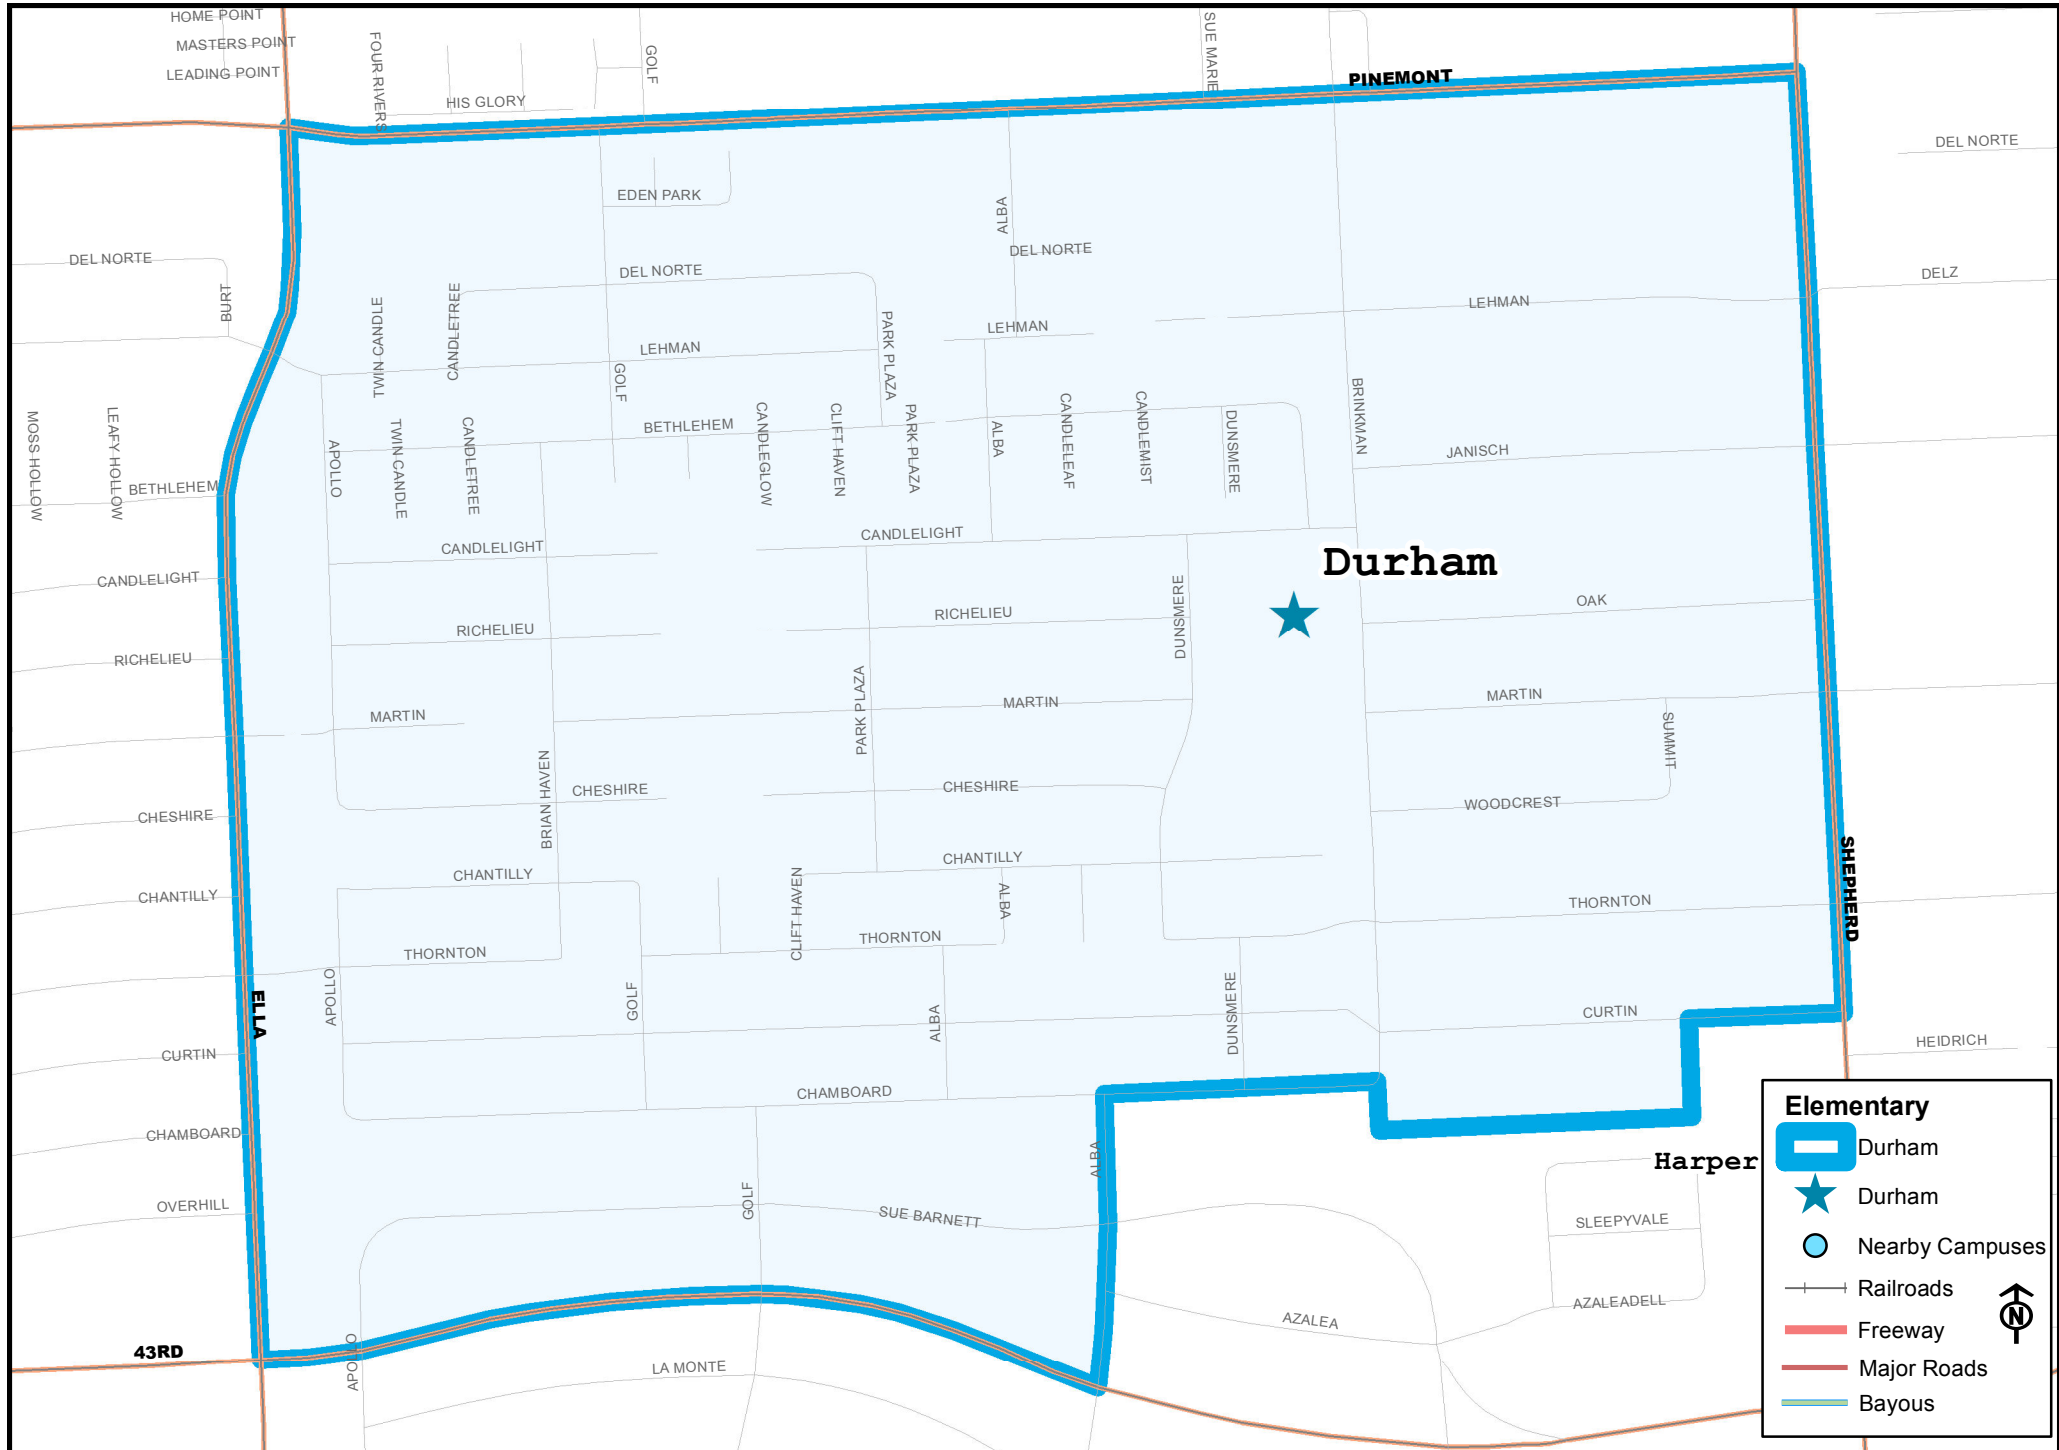 HOME POINT
MASTERS POINT
LEADING POINT
FOUR RIVERS
HIS GLORY
GOLF
SUE MARIE
PINEMONT
DEL NORTE
EDEN PARK
ALBA
DEL NORTE
DEL NORTE
DEL NORTE
DELZ
BURT
TWIN CANDLE
CANDLETREE
LEHMAN
LEHMAN
LEHMAN
PARK PLAZA
GOLF
MOSS HOLLOW
LEAFY HOLLOW
BETHLEHEM
APOLLO
TWIN CANDLE
CANDLETREE
BETHLEHEM
CANDLEGLOW
CLIFT HAVEN
PARK PLAZA
ALBA
CANDLELEAF
CANDLEMIST
DUNSMERE
BRINKMAN
JANISCH
CANDLELIGHT
CANDLELIGHT
CANDLELIGHT
Durham
DUNSMERE
OAK
RICHELIEU
RICHELIEU
RICHELIEU
MARTIN
MARTIN
MARTIN
PARK PLAZA
SUMMIT
BRIAN HAVEN
CHESHIRE
CHESHIRE
CHESHIRE
WOODCREST
CHANTILLY
CHANTILLY
CHANTILLY
CLIFT HAVEN
ALBA
SHEPHERD
THORNTON
THORNTON
THORNTON
ELLA
APOLLO
GOLF
ALBA
DUNSMERE
CURTIN
CURTIN
HEIDRICH
CHAMBOARD
CHAMBOARD
ALBA
Harper
OVERHILL
GOLF
SUE BARNETT
SLEEPYVALE
AZALEADELL
AZALEA
43RD
APOLLO
LA MONTE
Elementary
Durham
Durham
Nearby Campuses
Railroads
N
Freeway
Major Roads
Bayous